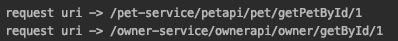 request uri -> /pet-service/petapi/pet/getPetById/1
request uri -> /owner-service/ownerapi/owner/getById/1